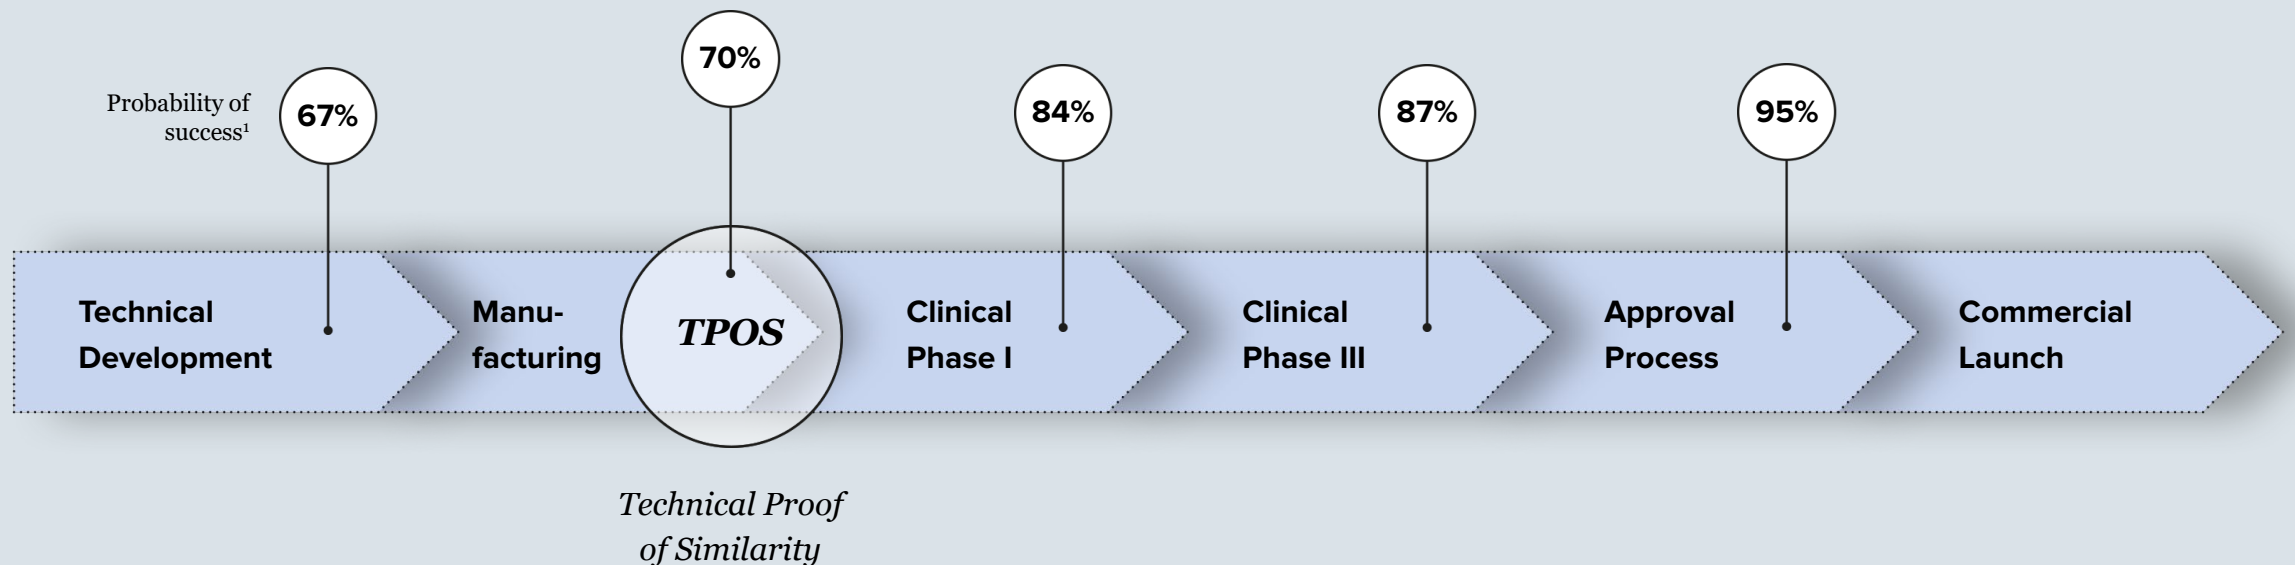 70%
Probability of
success¹
67%
84%
87%
95%
Technical
Development
Manu-
facturing
TPOS
Clinical
Phase I
Clinical
Phase III
Approval
Process
Commercial
Launch
Technical Proof
of Similarity